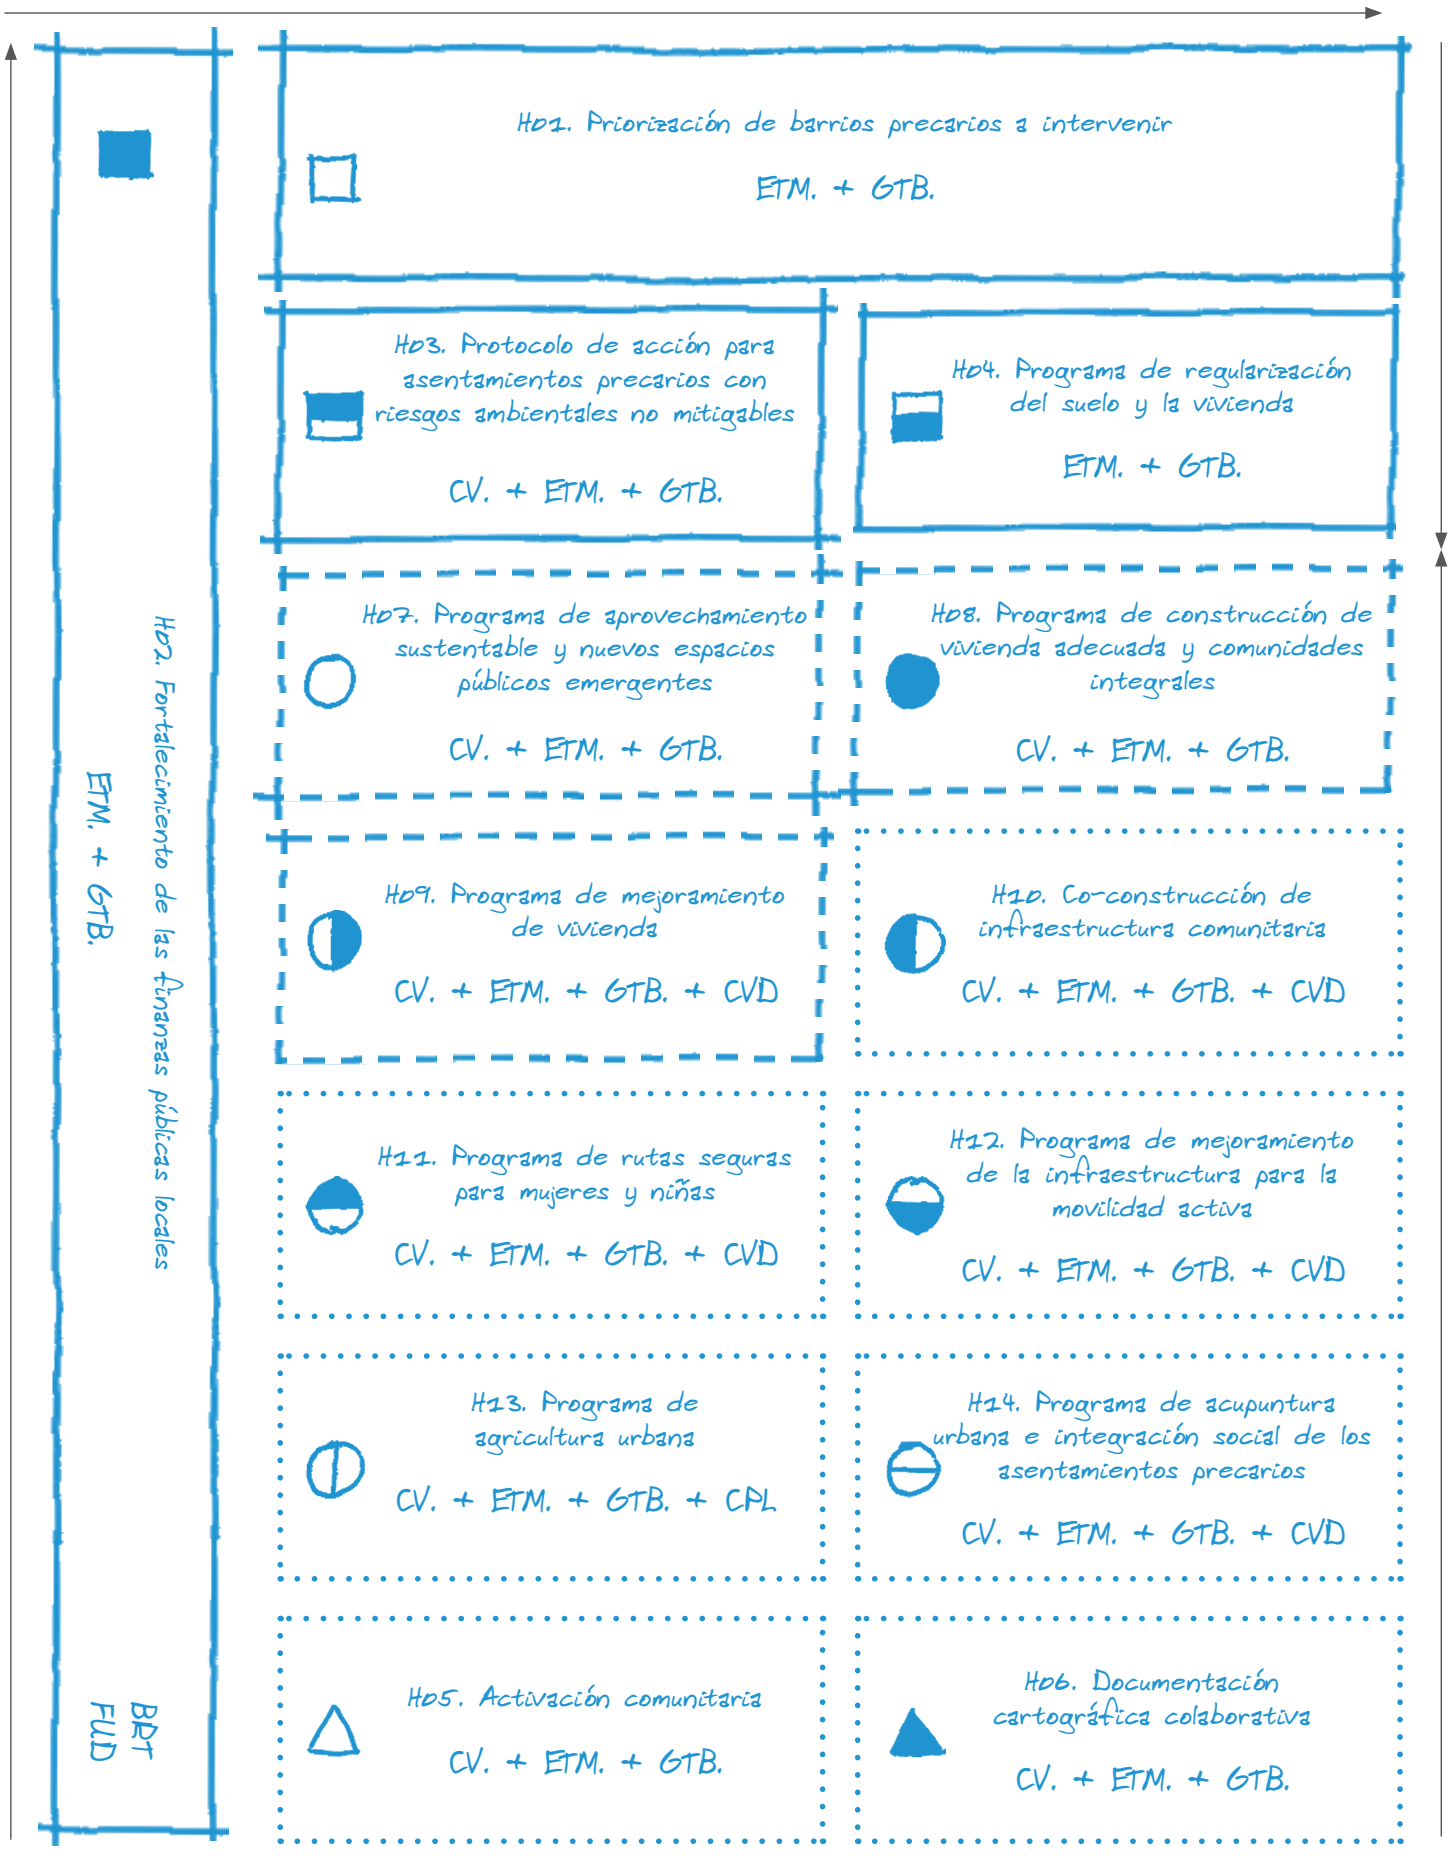 H01. Priorización de barrios precarios a intervenir
ETM. + GTB.
H02. Fortalecimiento de las finanzas públicas locales
ETM. + GTB.
BRT
FUD
H03. Protocolo de acción para
asentamientos precarios con
riesgos ambientales no mitigables
CV. + ETM. + GTB.
H04. Programa de regularización
del suelo y la vivienda
ETM. + GTB.
H07. Programa de aprovechamiento
sustentable y nuevos espacios
públicos emergentes
CV. + ETM. + GTB.
H08. Programa de construcción de
vivienda adecuada y comunidades
integrales
CV. + ETM. + GTB.
H09. Programa de mejoramiento
de vivienda
CV. + ETM. + GTB. + CVD
H10. Co-construcción de
infraestructura comunitaria
CV. + ETM. + GTB. + CVD
H11. Programa de rutas seguras
para mujeres y niñas
CV. + ETM. + GTB. + CVD
H12. Programa de mejoramiento
de la infraestructura para la
movilidad activa
CV. + ETM. + GTB. + CVD
H13. Programa de
agricultura urbana
CV. + ETM. + GTB. + CPL
H14. Programa de acupuntura
urbana e integración social de los
asentamientos precarios
CV. + ETM. + GTB. + CVD
H05. Activación comunitaria
CV. + ETM. + GTB.
H06. Documentación
cartográfica colaborativa
CV. + ETM. + GTB.